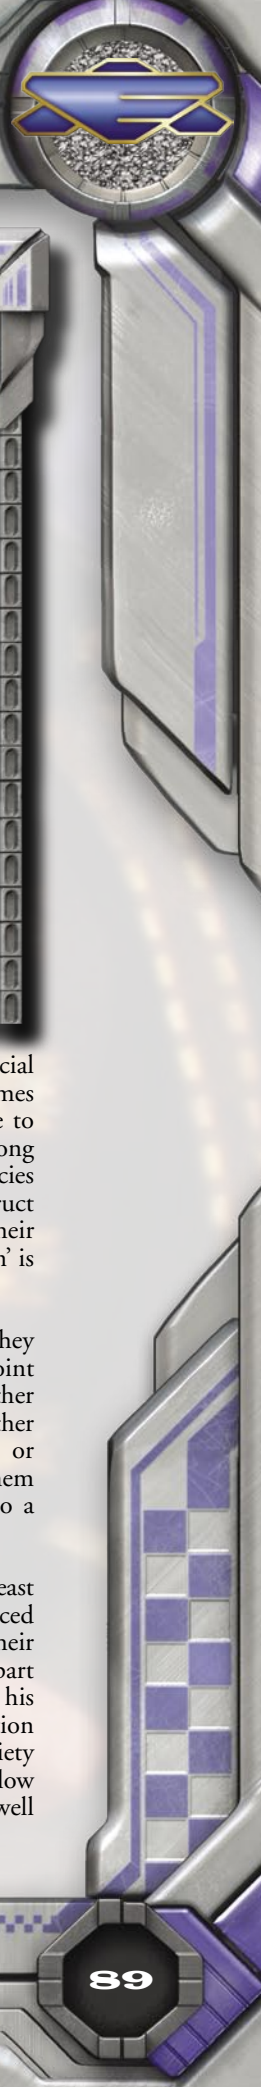 cial
mes
e to
ong
cies
ruct
heir
n’ is
hey
oint
her
her
or
hem
o a
east
ced
heir
part
his
ion
iety
low
well
89